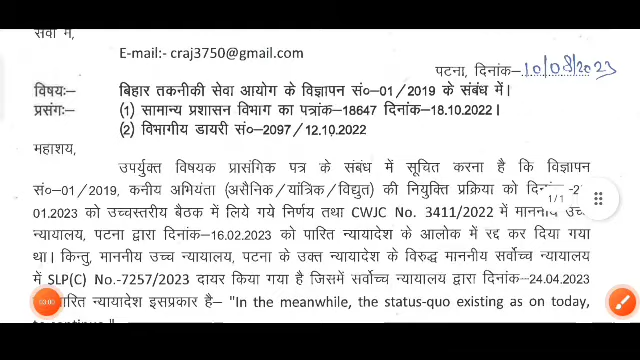 सेवा में,
E-mail:- craj3750@gmail.com
पटना, दिनांक- 10/08/2023
विषयः- बिहार तकनीकी सेवा आयोग के विज्ञापन सं०-01/2019 के संबंध में।
प्रसंगः- (1) सामान्य प्रशासन विभाग का पत्रांक-18647 दिनांक-18.10.2022।
(2) विभागीय डायरी सं०-2097/12.10.2022
महाशय,
उपर्युक्त विषयक प्रासंगिक पत्र के संबंध में सूचित करना है कि विज्ञापन
सं०-01/2019, कनीय अभियंता (असैनिक/यांत्रिक/विद्युत) की नियुक्ति प्रक्रिया को
1/1
01.2023 को उच्चस्तरीय बैठक में लिये गये निर्णय तथा CWJC No. 3411/2022 में माननीय उच्च
न्यायालय, पटना द्वारा दिनांक-16.02.2023 को पारित न्यायादेश के आलोक में रद्द कर दिया गया
था। किन्तु, माननीय उच्च न्यायालय, पटना के उक्त न्यायादेश के विरूद्ध माननीय सर्वोच्च न्यायालय
में SLP(C) No.-7257/2023 दायर किया गया है जिसमें सर्वोच्च न्यायालय द्वारा दिनांक-24.04.2023
पारित न्यायादेश इसप्रकार है- "In the meanwhile, the status-quo existing as on today,
to continue."